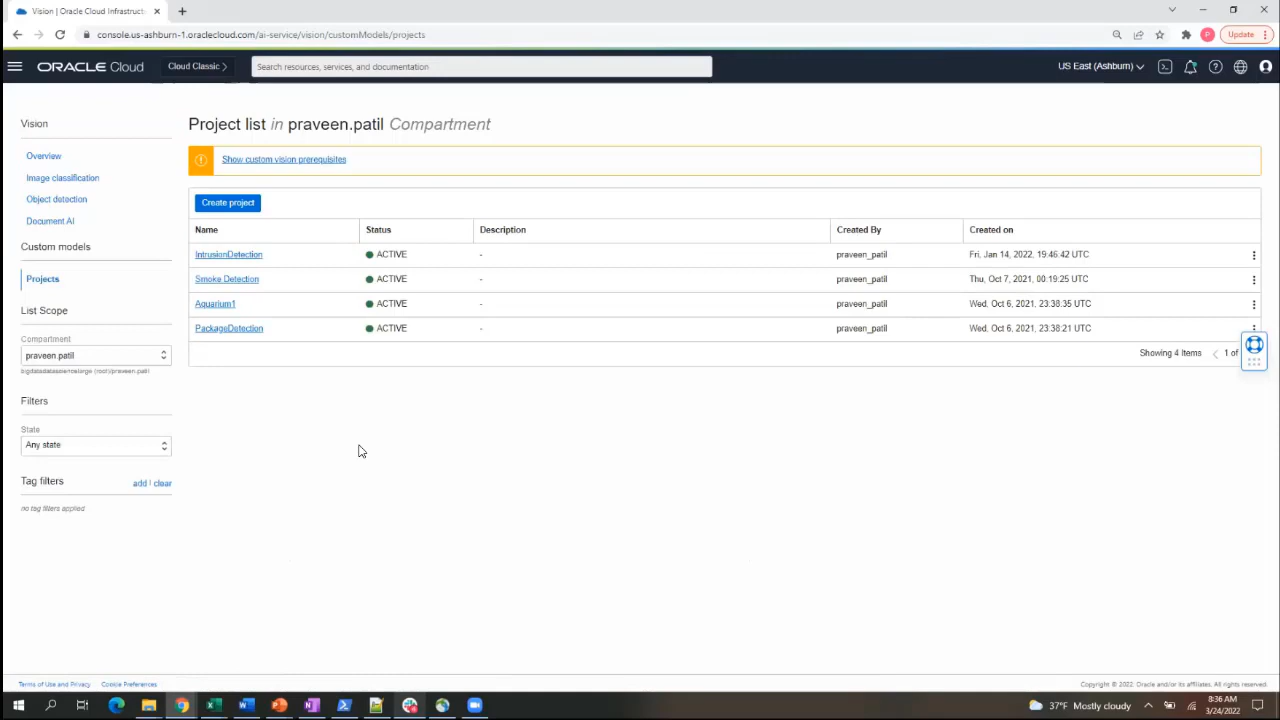 Vision | Oracle Cloud Infrastruct
console.us-ashburn-1.oraclecloud.com/ai-service/vision/customModels/projects
P
Update
ORACLE Cloud
Cloud Classic >
Search resources, services, and documentation
US East (Ashburn)
Vision
Overview
Image classification
Object detection
Document AI
Custom models
Projects
List Scope
Compartment
praveen.patil
Filters
State
Any state
Tag filters
add | clear
no tag filters applied
Project list in praveen.patil Compartment
Show custom vision prerequisites
Create project
Name Status Description Created By Created on
IntrusionDetection ACTIVE - praveen_patil Fri, Jan 14, 2022, 19:46:42 UTC
Smoke Detection ACTIVE - praveen_patil Thu, Oct 7, 2021, 00:19:25 UTC
Aquarium1 ACTIVE - praveen_patil Wed, Oct 6, 2021, 23:38:35 UTC
PackageDetection ACTIVE - praveen_patil Wed, Oct 6, 2021, 23:38:21 UTC
Showing 4 Items < 1 of
Terms of Use and Privacy Cookie Preferences
Copyright © 2022, Oracle and/or its affiliates. All rights reserved.
37°F Mostly cloudy
8:36 AM
3/24/2022